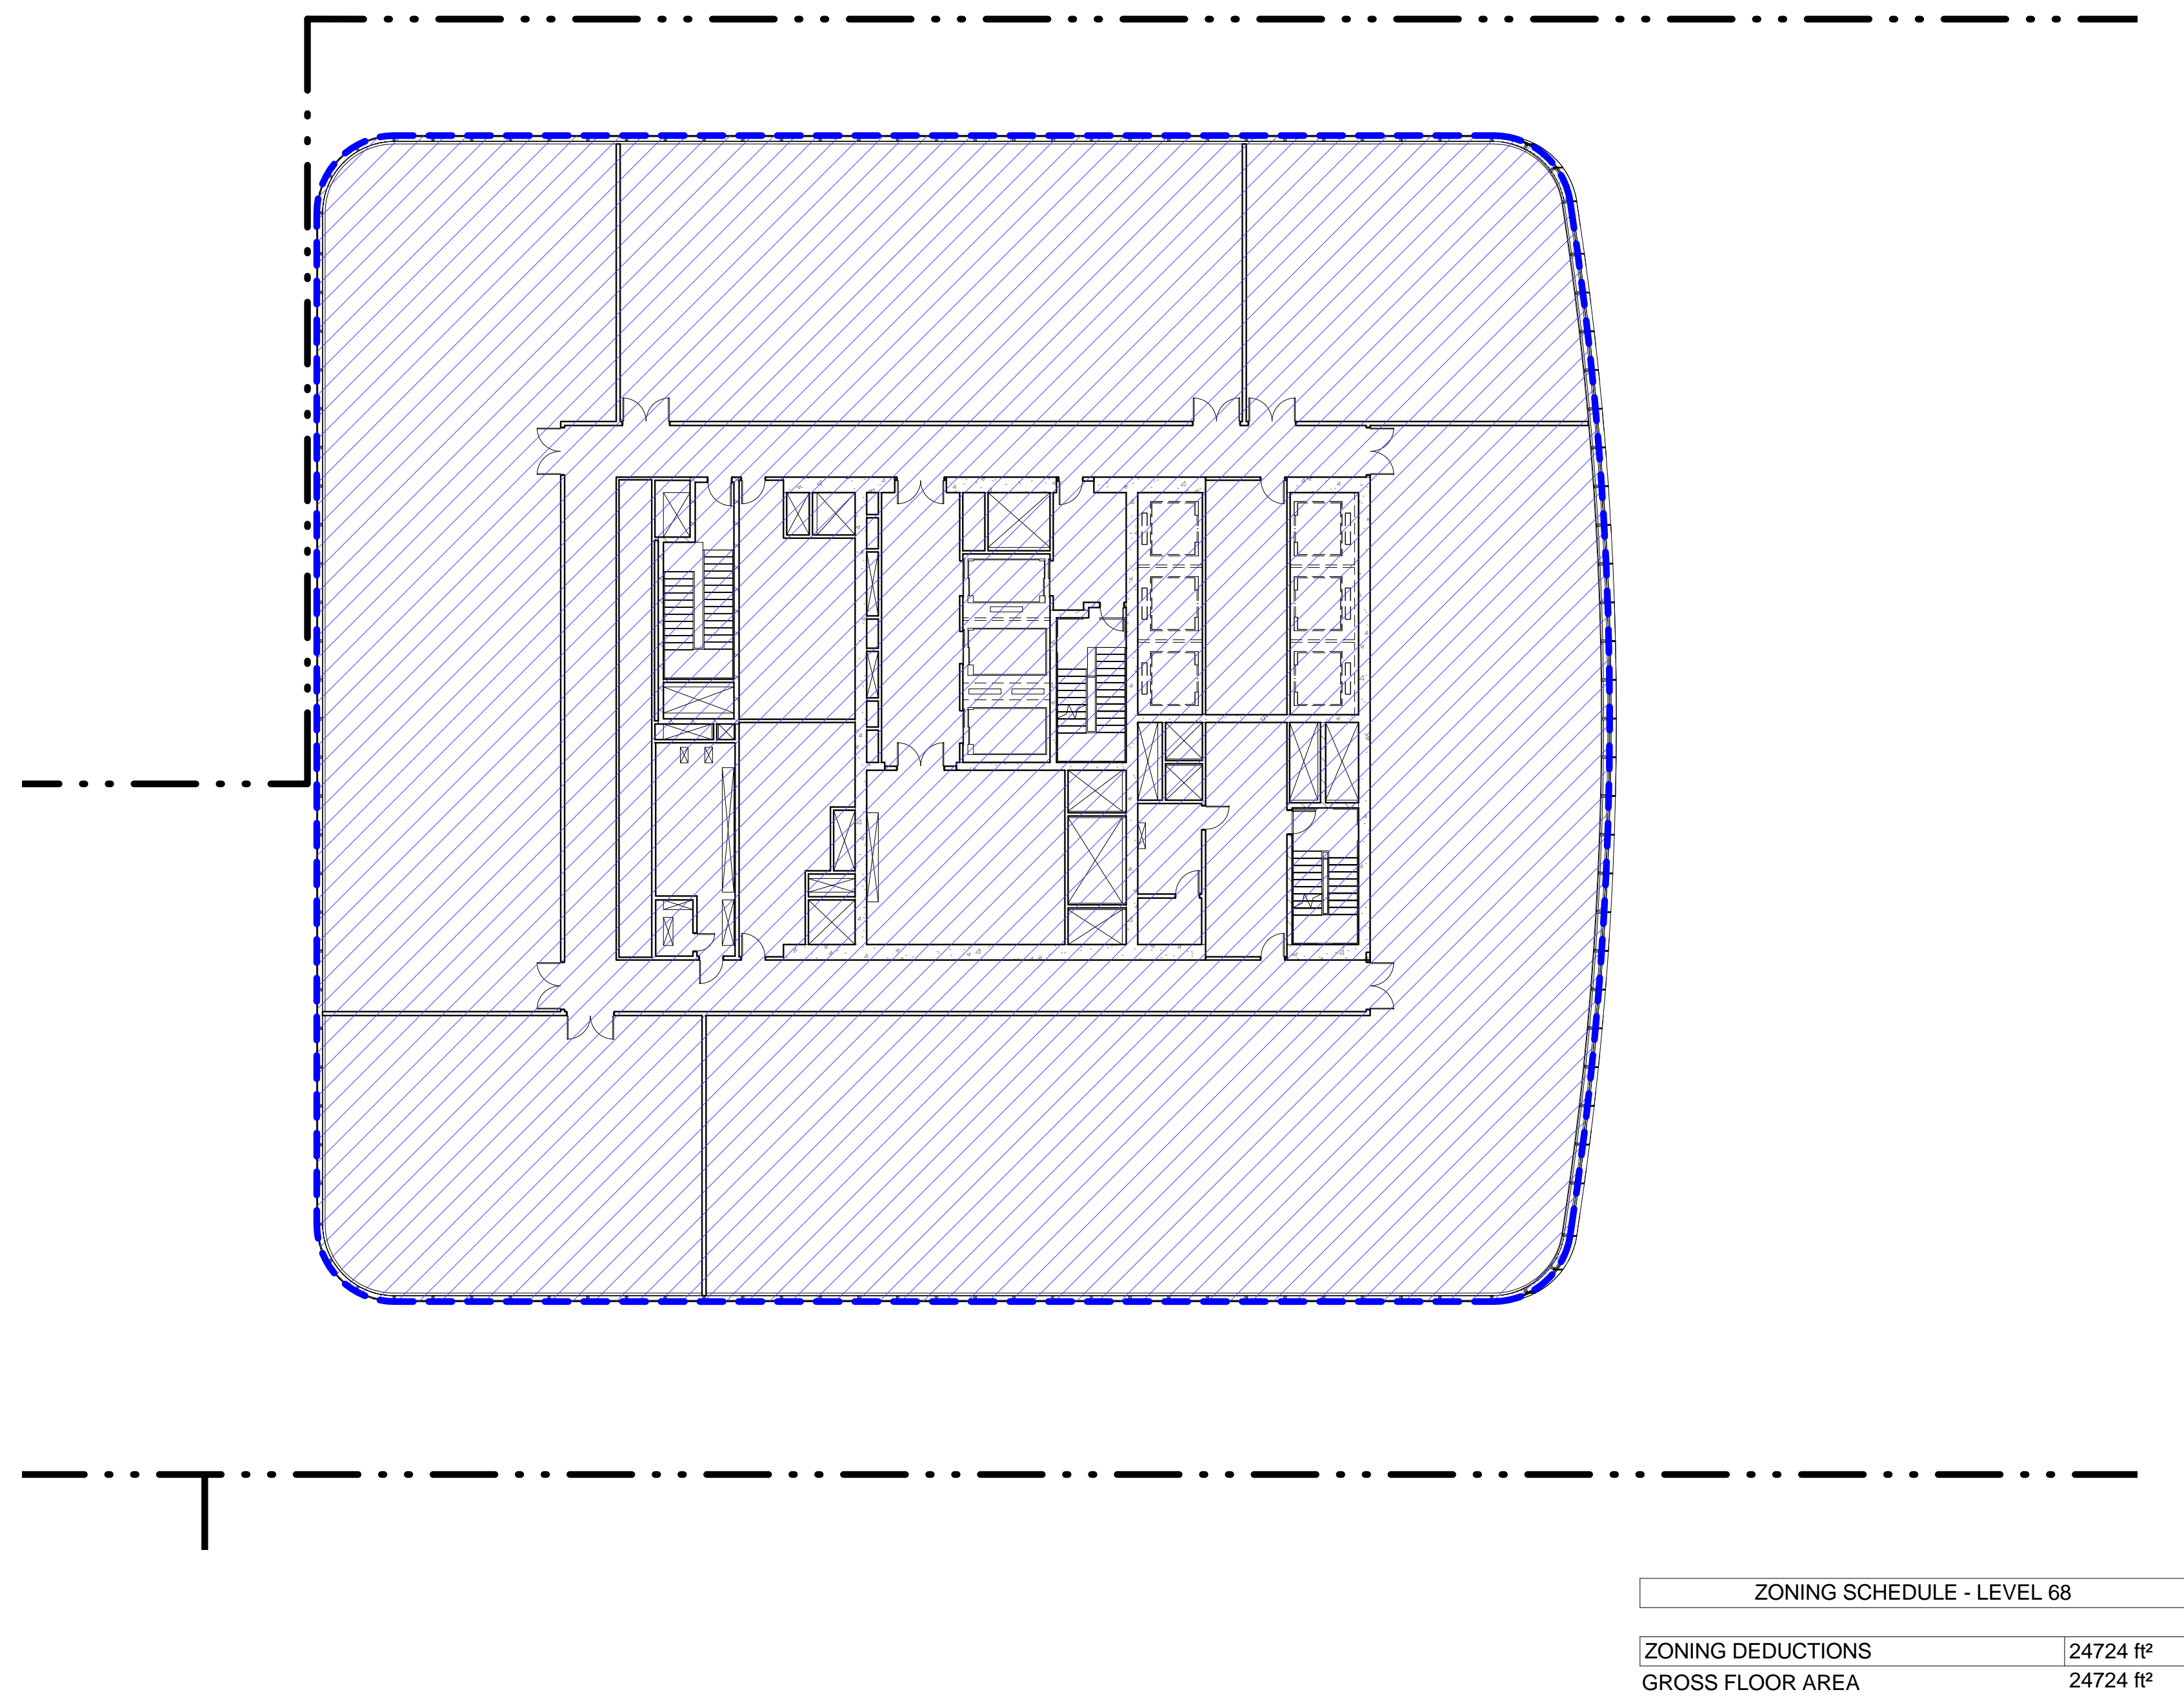 ZONING SCHEDULE - LEVEL 68
ZONING DEDUCTIONS 24724 ft²
GROSS FLOOR AREA 24724 ft²